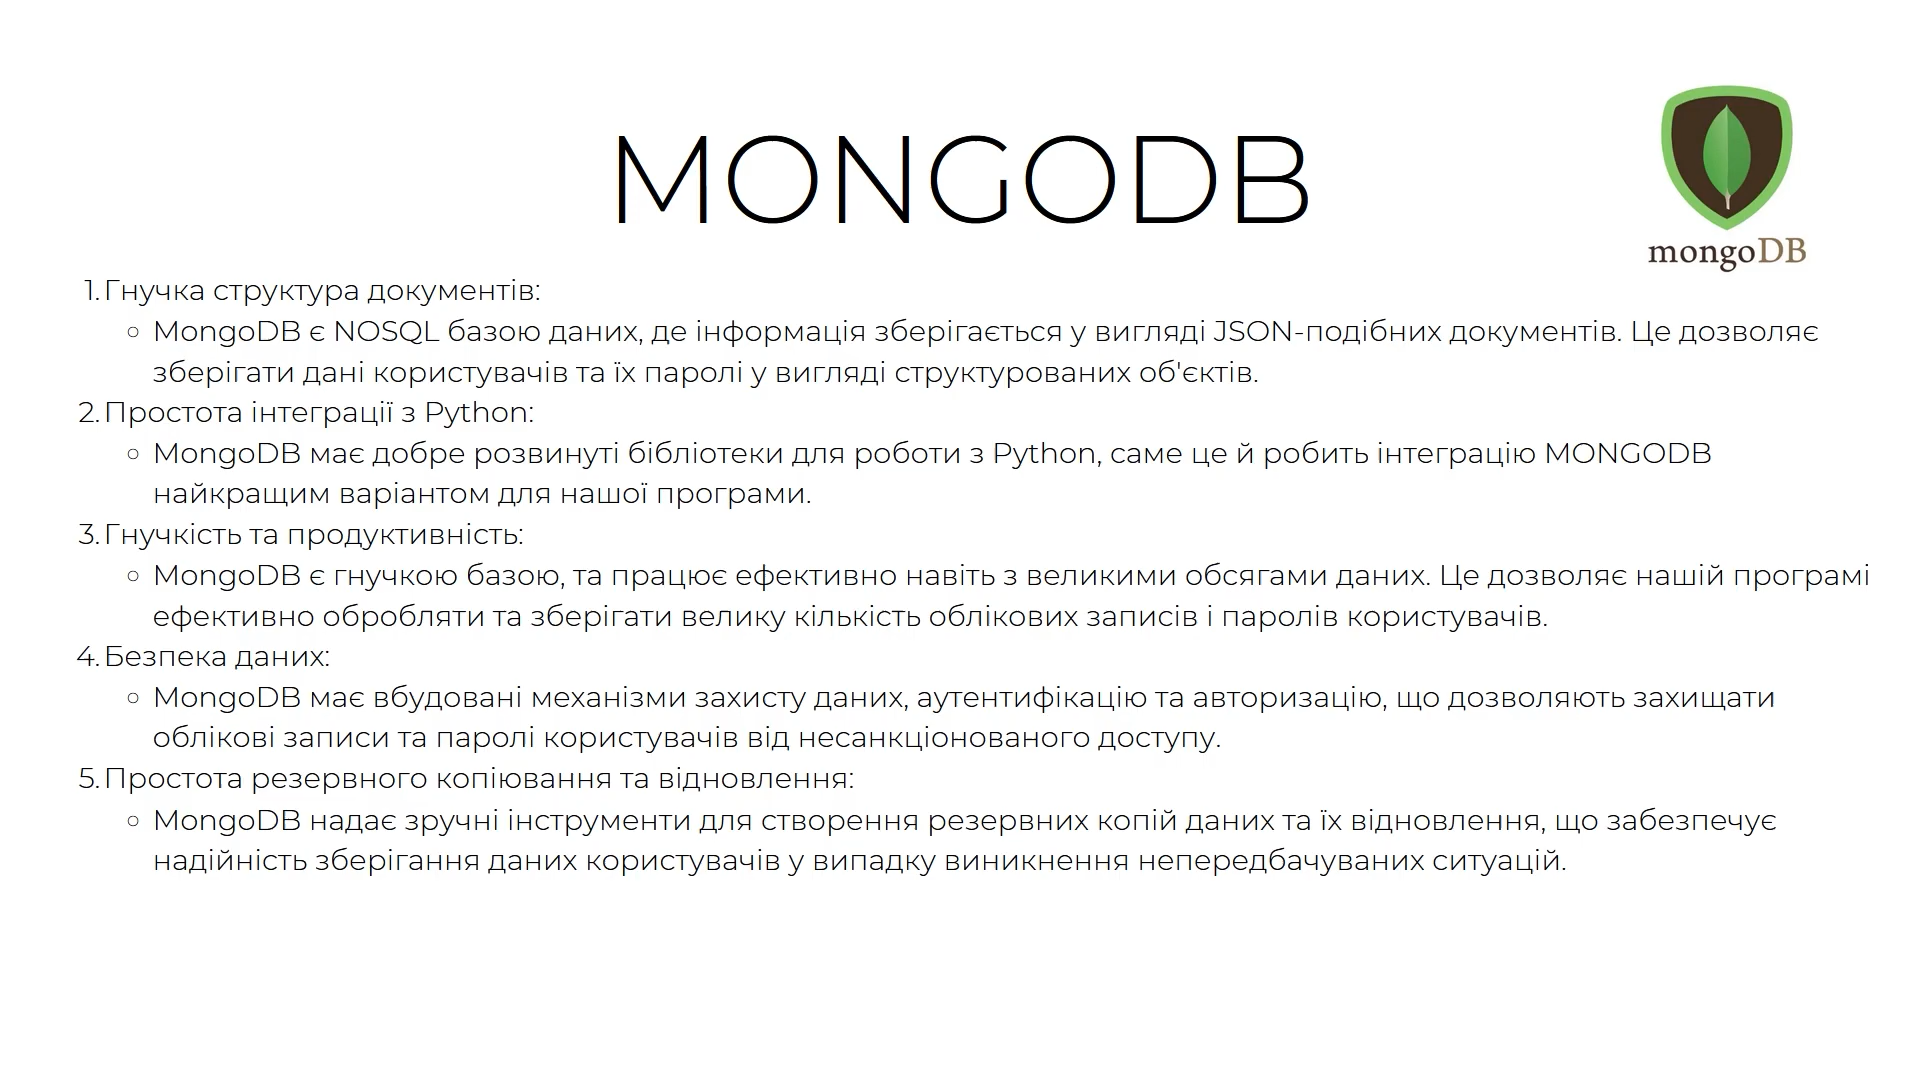 MONGODB
mongoDB
1. Гнучка структура документів:
○ MongoDB є NOSQL базою даних, де інформація зберігається у вигляді JSON-подібних документів. Це дозволяє
зберігати дані користувачів та їх паролі у вигляді структурованих об'єктів.
2. Простота інтеграції з Python:
○ MongoDB має добре розвинуті бібліотеки для роботи з Python, саме це й робить інтеграцію MONGODB
найкращим варіантом для нашої програми.
3. Гнучкість та продуктивність:
○ MongoDB є гнучкою базою, та працює ефективно навіть з великими обсягами даних. Це дозволяє нашій програмі
ефективно обробляти та зберігати велику кількість облікових записів і паролів користувачів.
4. Безпека даних:
○ MongoDB має вбудовані механізми захисту даних, аутентифікацію та авторизацію, що дозволяють захищати
облікові записи та паролі користувачів від несанкціонованого доступу.
5. Простота резервного копіювання та відновлення:
○ MongoDB надає зручні інструменти для створення резервних копій даних та їх відновлення, що забезпечує
надійність зберігання даних користувачів у випадку виникнення непередбачуваних ситуацій.